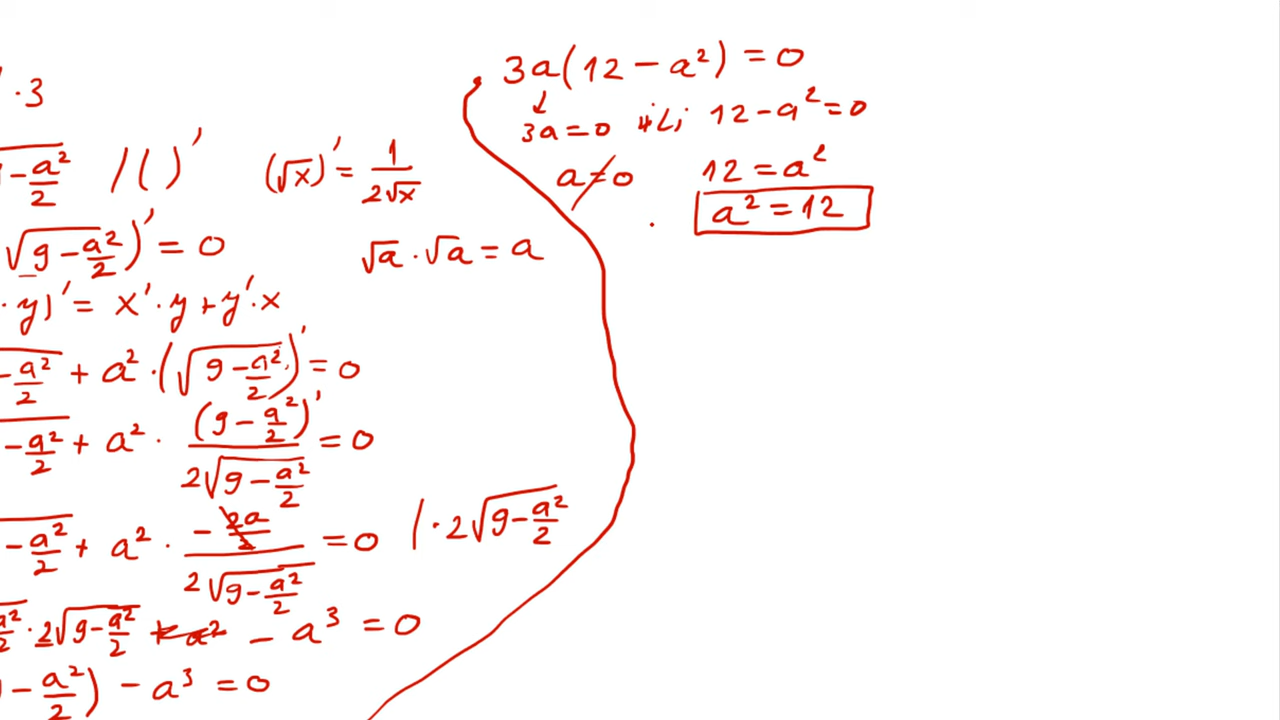 · 3
- a²/2 /( )' (√x)' = 1/(2√x)
√(9 - a²/2))' = 0
√a · √a = a
· y)' = x' · y + y' · x
- a²/2 + a² · (√(9 - a²/2))' = 0
- a²/2 + a² · (9 - a²/2)' / (2√(9 - a²/2)) = 0
- a²/2 + a² · (- 2a/2) / (2√(9 - a²/2)) = 0 / · 2√(9 - a²/2)
a²/2 · 2√(9 - a²/2) - a³ = 0
- a²/2) - a³ = 0
3a(12 - a²) = 0
3a = 0 ili 12 - a² = 0
a ≠ 0 12 = a²
a² = 12